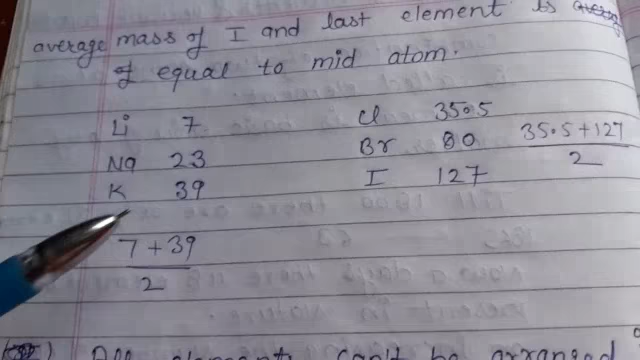 average mass of I and last element is
of equal to mid atom.
Li 7 Cl 35.5
Na 23 Br 80 35.5+127
2
K 39 I 127
7 + 39
2
All elements can't be arranged